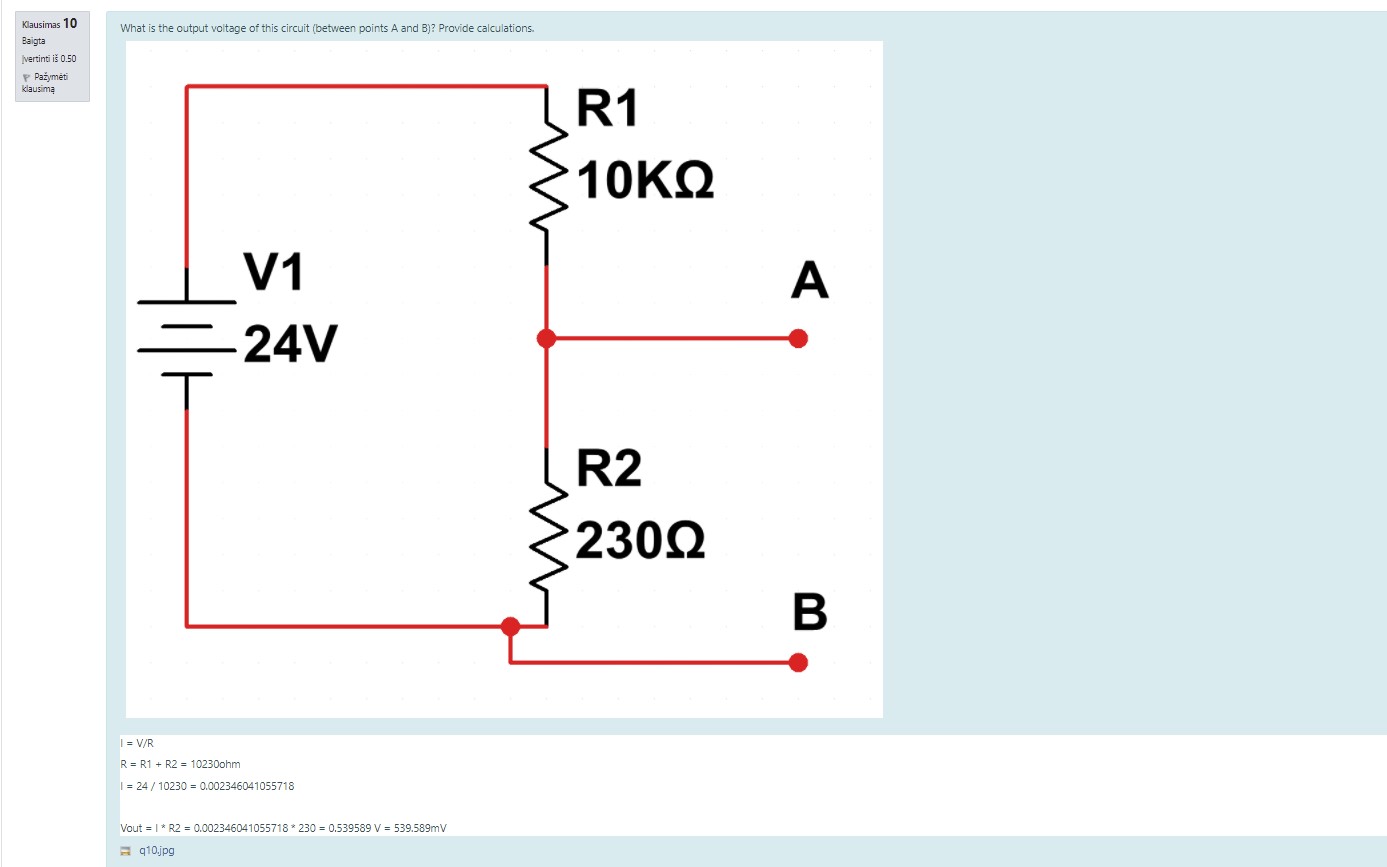 Klausimas 10
Baigta
Įvertinti iš 0.50
Pažymėti
klausimą
What is the output voltage of this circuit (between points A and B)? Provide calculations.
R1
10KΩ
V1
24V
A
R2
230Ω
B
I = V/R
R = R1 + R2 = 10230ohm
I = 24 / 10230 = 0.002346041055718
Vout = I * R2 = 0.002346041055718 * 230 = 0.539589 V = 539.589mV
q10.jpg